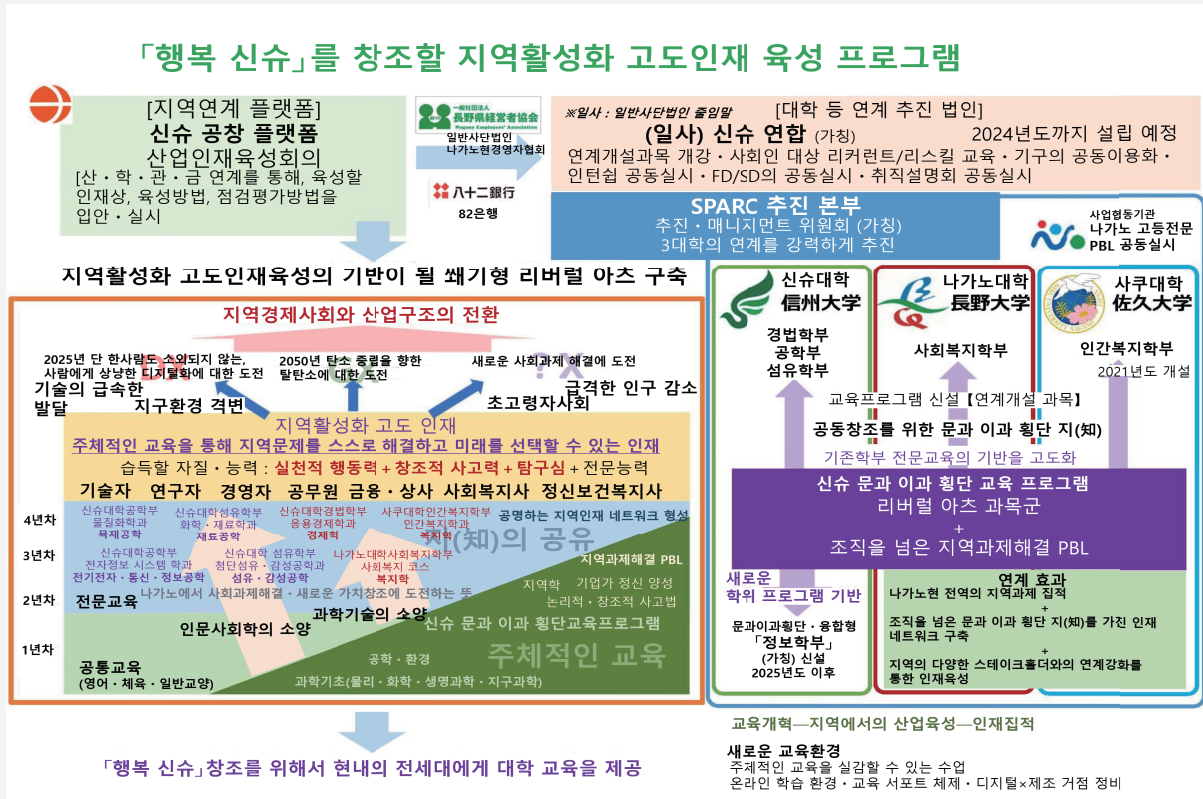 「행복 신슈」를 창조할 지역활성화 고도인재 육성 프로그램
[지역연계 플랫폼]
신슈 공창 플랫폼
산업인재육성회의
[산・학・관・금 연계를 통해, 육성할
인재상, 육성방법, 점검평가방법을
입안・실시
一般社団法人
長野県経営者協会
Nagano Employers' Association
일반사단법인
나가노현경영자협회
八十二銀行
82은행
※일사 : 일반사단법인 줄임말
[대학 등 연계 추진 법인]
(일사) 신슈 연합 (가칭)
2024년도까지 설립 예정
연계개설과목 개강・사회인 대상 리커런트/리스킬 교육・기구의 공동이용화・
인턴쉽 공동실시・FD/SD의 공동실시・취직설명회 공동실시
SPARC 추진 본부
추진・매니지먼트 위원회 (가칭)
3대학의 연계를 강력하게 추진
사업협동기관
나가노 고등전문
PBL 공동실시
지역활성화 고도인재육성의 기반이 될 쐐기형 리버럴 아츠 구축
지역경제사회와 산업구조의 전환
DX
GX
?X
2025년 단 한사람도 소외되지 않는,
사람에게 상냥한 디지털화에 대한 도전
2050년 탄소 중립을 향한
탈탄소에 대한 도전
새로운 사회과제 해결에 도전
기술의 급속한
발달
지구환경 격변
급격한 인구 감소
초고령자사회
지역활성화 고도 인재
주체적인 교육을 통해 지역문제를 스스로 해결하고 미래를 선택할 수 있는 인재
습득할 자질・능력 : 실천적 행동력 + 창조적 사고력 + 탐구심 + 전문능력
기술자 연구자 경영자 공무원 금융・상사 사회복지사 정신보건복지사
4년차
신슈대학공학부
물질화학과
목재공학
신슈대학섬유학부
화학・재료학과
재료공학
신슈대학경법학부
응용경제학과
경제학
사쿠대학인간복지학부
인간복지학과
복지학
공명하는 지역인재 네트워크 형성
지(知)의 공유
3년차
신슈대학공학부
전자정보 시스템 학과
전기전자・통신・정보공학
신슈대학 섬유학부
첨단섬유・감성공학과
섬유・감성공학
나가노대학사회복지학부
사회복지 코스
복지학
지역과제해결 PBL
지역학
기업가 정신 양성
논리적・창조적 사고법
2년차
전문교육
나가노에서 사회과제해결・새로운 가치창조에 도전하는 뜻
과학기술의 소양
인문사회학의 소양
신슈 문과 이과 횡단교육프로그램
1년차
주체적인 교육
공학・환경
공통교육
(영어・체육・일반교양)
과학기초(물리・화학・생명과학・지구과학)
「행복 신슈」창조를 위해서 현내의 전세대에게 대학 교육을 제공
신슈대학
信州大学
경법학부
공학부
섬유학부
나가노대학
長野大学
사회복지학부
사쿠대학
佐久大学
인간복지학부
2021년도 개설
교육프로그램 신설【연계개설 과목】
공동창조를 위한 문과 이과 횡단 지(知)
기존학부 전문교육의 기반을 고도화
신슈 문과 이과 횡단 교육 프로그램
리버럴 아츠 과목군
+
조직을 넘은 지역과제해결 PBL
새로운
학위 프로그램 기반
문과이과횡단・융합형
「정보학부」
(가칭) 신설
2025년도 이후
연계 효과
나가노현 전역의 지역과제 집적
+
조직을 넘은 문과 이과 횡단 지(知)를 가진 인재
네트워크 구축
+
지역의 다양한 스테이크홀더와의 연계강화를
통한 인재육성
교육개혁—지역에서의 산업육성—인재집적
새로운 교육환경
주제적인 교육을 실감할 수 있는 수업
온라인 학습 환경・교육 서포트 체제・디지털×제조 거점 정비